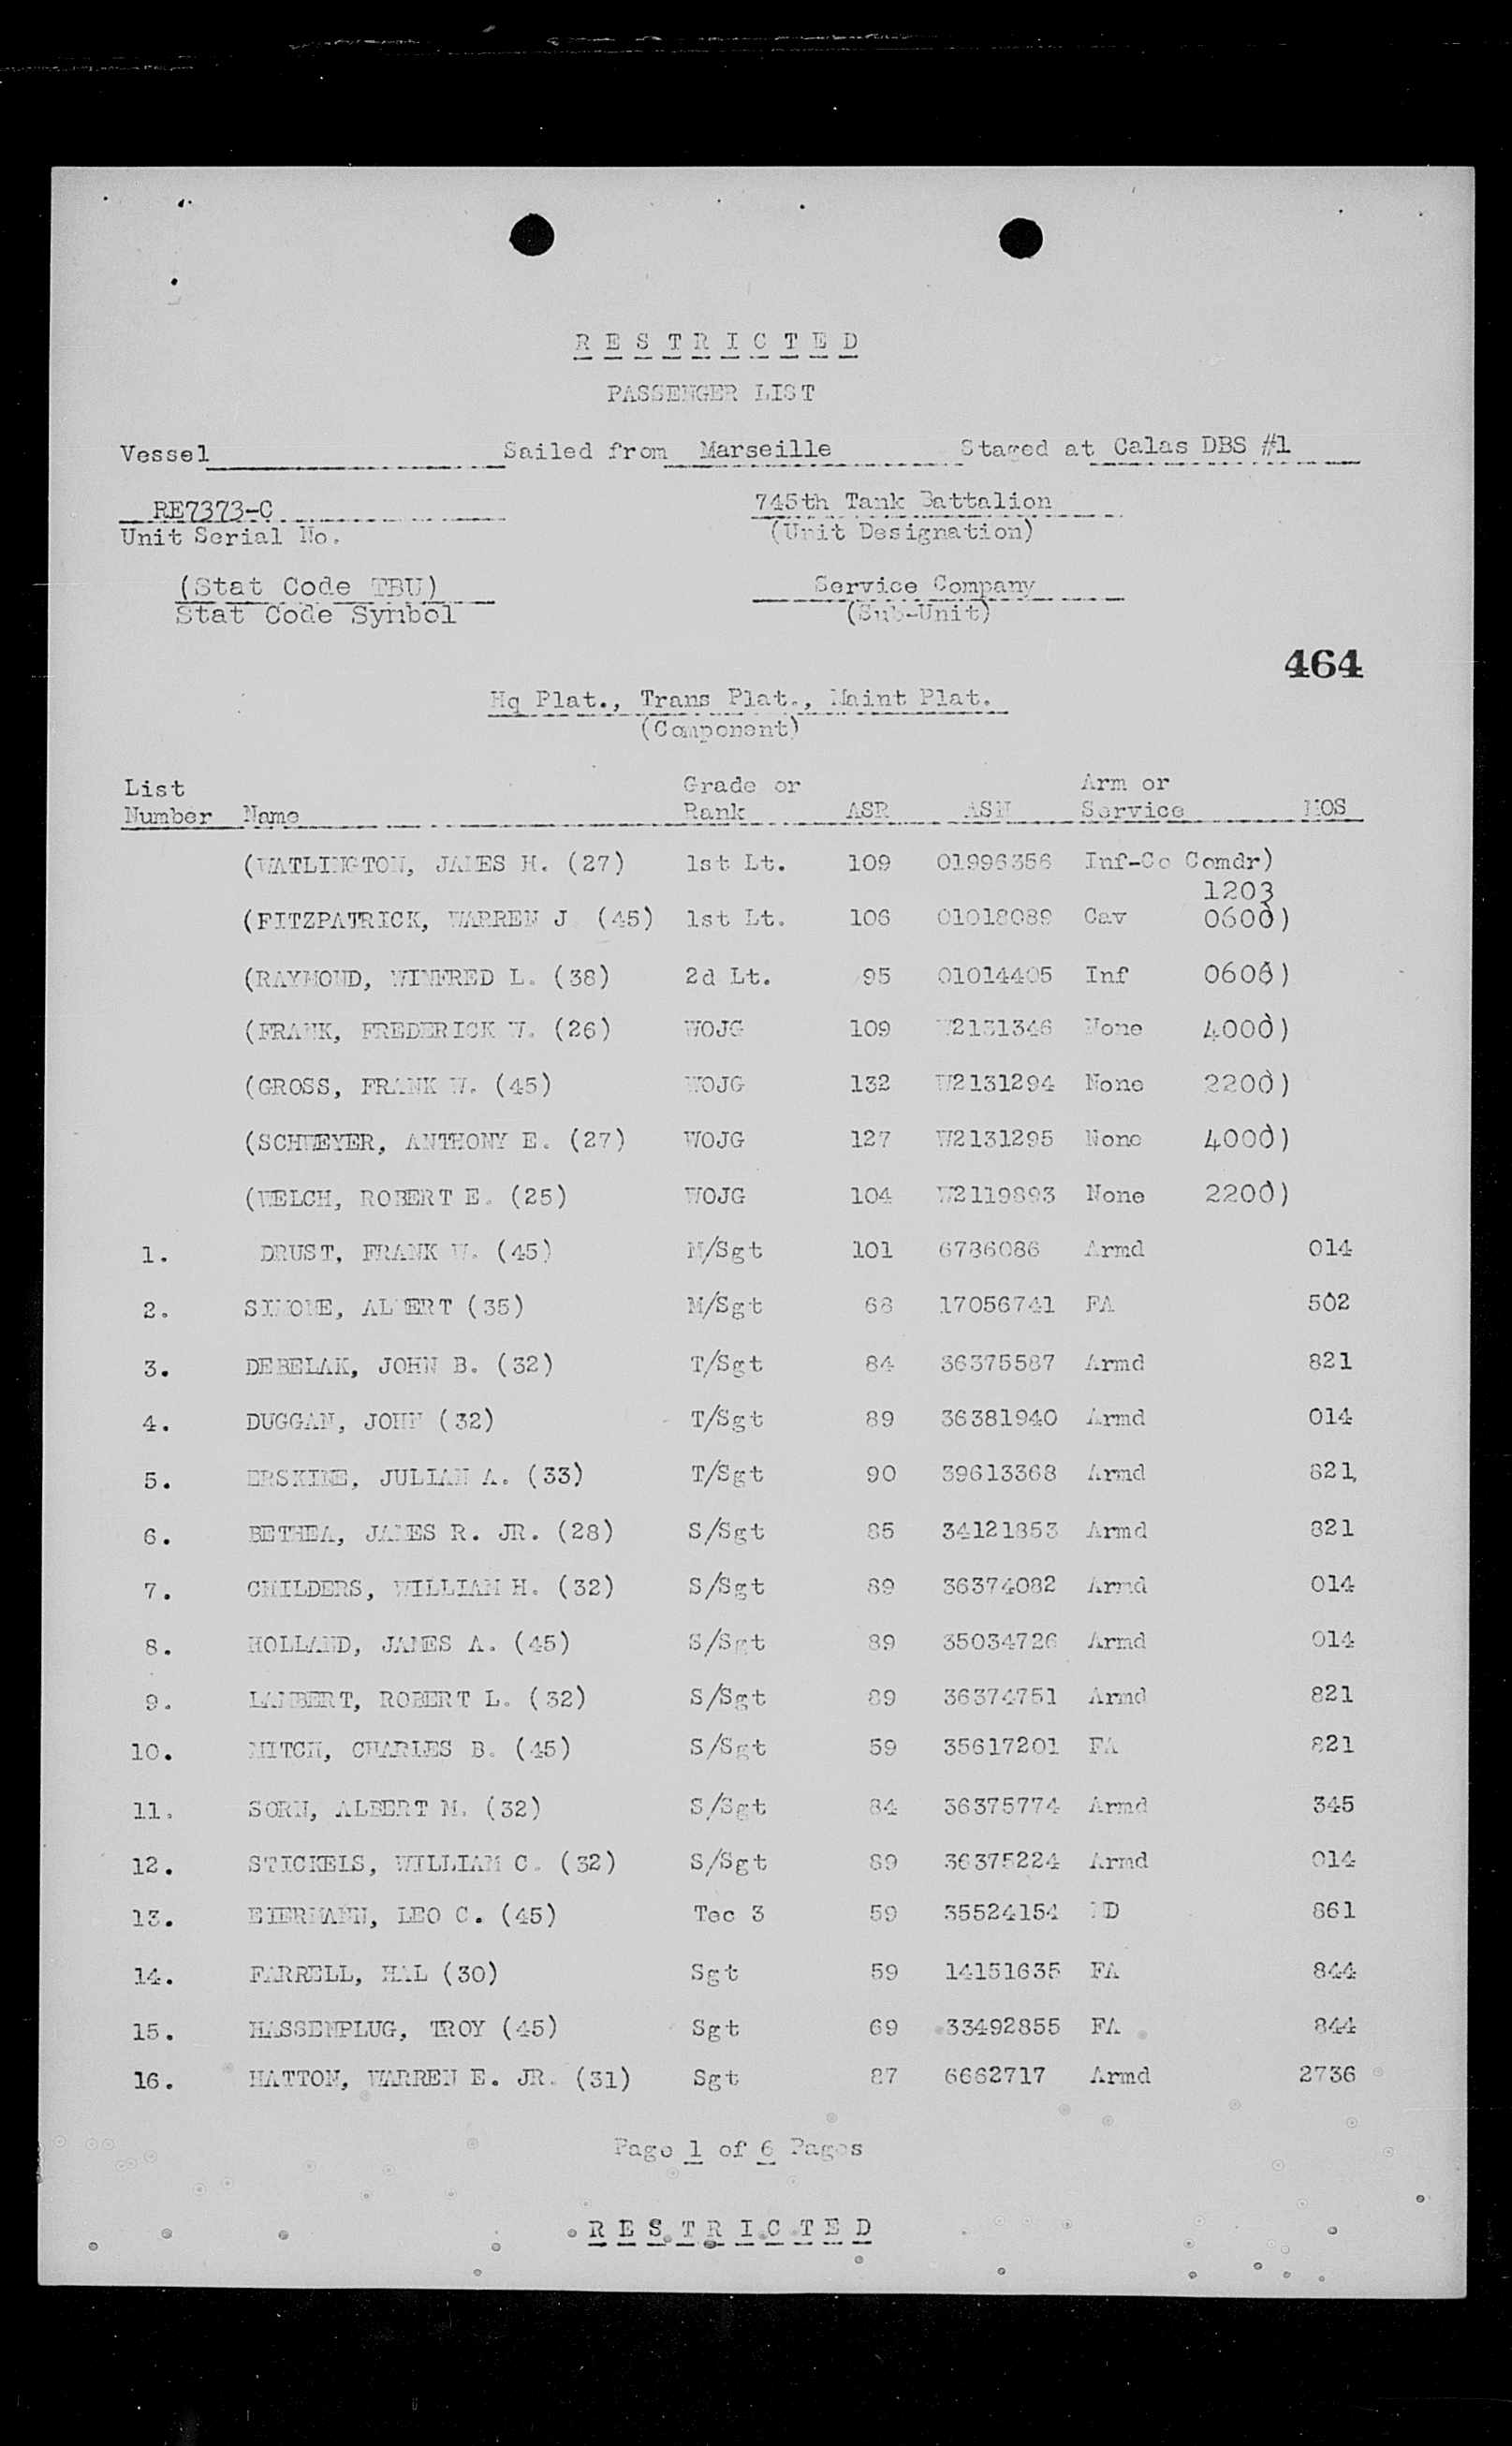 R E S T R I C T E D
PASSENGER LIST
Vessel Sailed from Marseille Staged at Calas DBS #1
RE7373-C 745th Tank Battalion
Unit Serial No. (Unit Designation)
(Stat Code TBU) Service Company
Stat Code Symbol (Sub-Unit)
464
Hq Plat., Trans Plat., Maint Plat.
(Component)
List Grade or Arm or
Number Name Rank ASR ASN Service MOS
(WATLINGTON, JAMES H. (27) 1st Lt. 109 01996356 Inf-Co Comdr)
1203
(FITZPATRICK, WARREN J (45) 1st Lt. 106 01018089 Cav 0600)
(RAYMOND, WINFRED L. (38) 2d Lt. 95 01014405 Inf 0606)
(FRANK, FREDERICK W. (26) WOJG 109 W2131346 None 4000)
(GROSS, FRANK W. (45) WOJG 132 W2131294 None 2200)
(SCHMEYER, ANTHONY E. (27) WOJG 127 W2131295 None 4000)
(WELCH, ROBERT E. (25) WOJG 104 W2119893 None 2200)
1. DRUST, FRANK W. (45) M/Sgt 101 6786086 Armd 014
2. SIMONE, ALBERT (35) M/Sgt 68 17056741 FA 502
3. DEBELAK, JOHN B. (32) T/Sgt 84 36375587 Armd 821
4. DUGGAN, JOHN (32) T/Sgt 89 36381940 Armd 014
5. ERSKINE, JULIAN A. (33) T/Sgt 90 39613368 Armd 821
6. BETHEA, JAMES R. JR. (28) S/Sgt 85 34121853 Armd 821
7. CHILDERS, WILLIAM H. (32) S/Sgt 89 36374082 Armd 014
8. HOLLAND, JAMES A. (45) S/Sgt 89 35034726 Armd 014
9. LAMBERT, ROBERT L. (32) S/Sgt 89 36374751 Armd 821
10. MITCH, CHARLES B. (45) S/Sgt 59 35617201 FA 821
11. SORN, ALBERT M. (32) S/Sgt 84 36375774 Armd 345
12. STICKELS, WILLIAM C. (32) S/Sgt 89 36375224 Armd 014
13. EIERMANN, LEO C. (45) Tec 3 59 35524154 MD 861
14. FARRELL, HAL (30) Sgt 59 14151635 FA 844
15. HASSENPLUG, TROY (45) Sgt 69 33492855 FA 844
16. HATTON, WARREN E. JR. (31) Sgt 87 6662717 Armd 2736
Page 1 of 6 Pages
R E S T R I C T E D